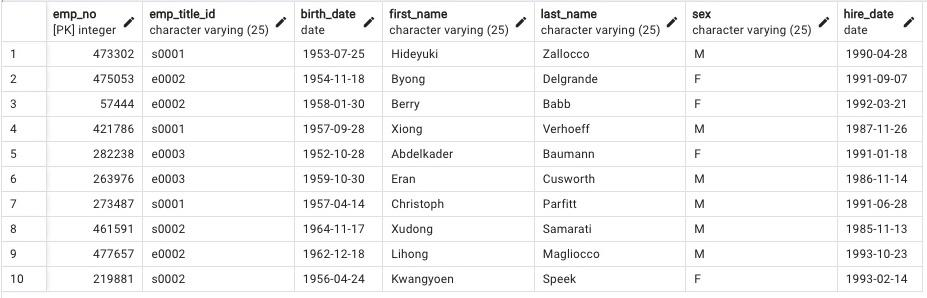 emp_no emp_title_id birth_date first_name last_name sex hire_date
[PK] integer character varying (25) date character varying (25) character varying (25) character varying (25) date
1 473302 s0001 1953-07-25 Hideyuki Zallocco M 1990-04-28
2 475053 e0002 1954-11-18 Byong Delgrande F 1991-09-07
3 57444 e0002 1958-01-30 Berry Babb F 1992-03-21
4 421786 s0001 1957-09-28 Xiong Verhoeff M 1987-11-26
5 282238 e0003 1952-10-28 Abdelkader Baumann F 1991-01-18
6 263976 e0003 1959-10-30 Eran Cusworth M 1986-11-14
7 273487 s0001 1957-04-14 Christoph Parfitt M 1991-06-28
8 461591 s0002 1964-11-17 Xudong Samarati M 1985-11-13
9 477657 e0002 1962-12-18 Lihong Magliocco M 1993-10-23
10 219881 s0002 1956-04-24 Kwangyoen Speek F 1993-02-14